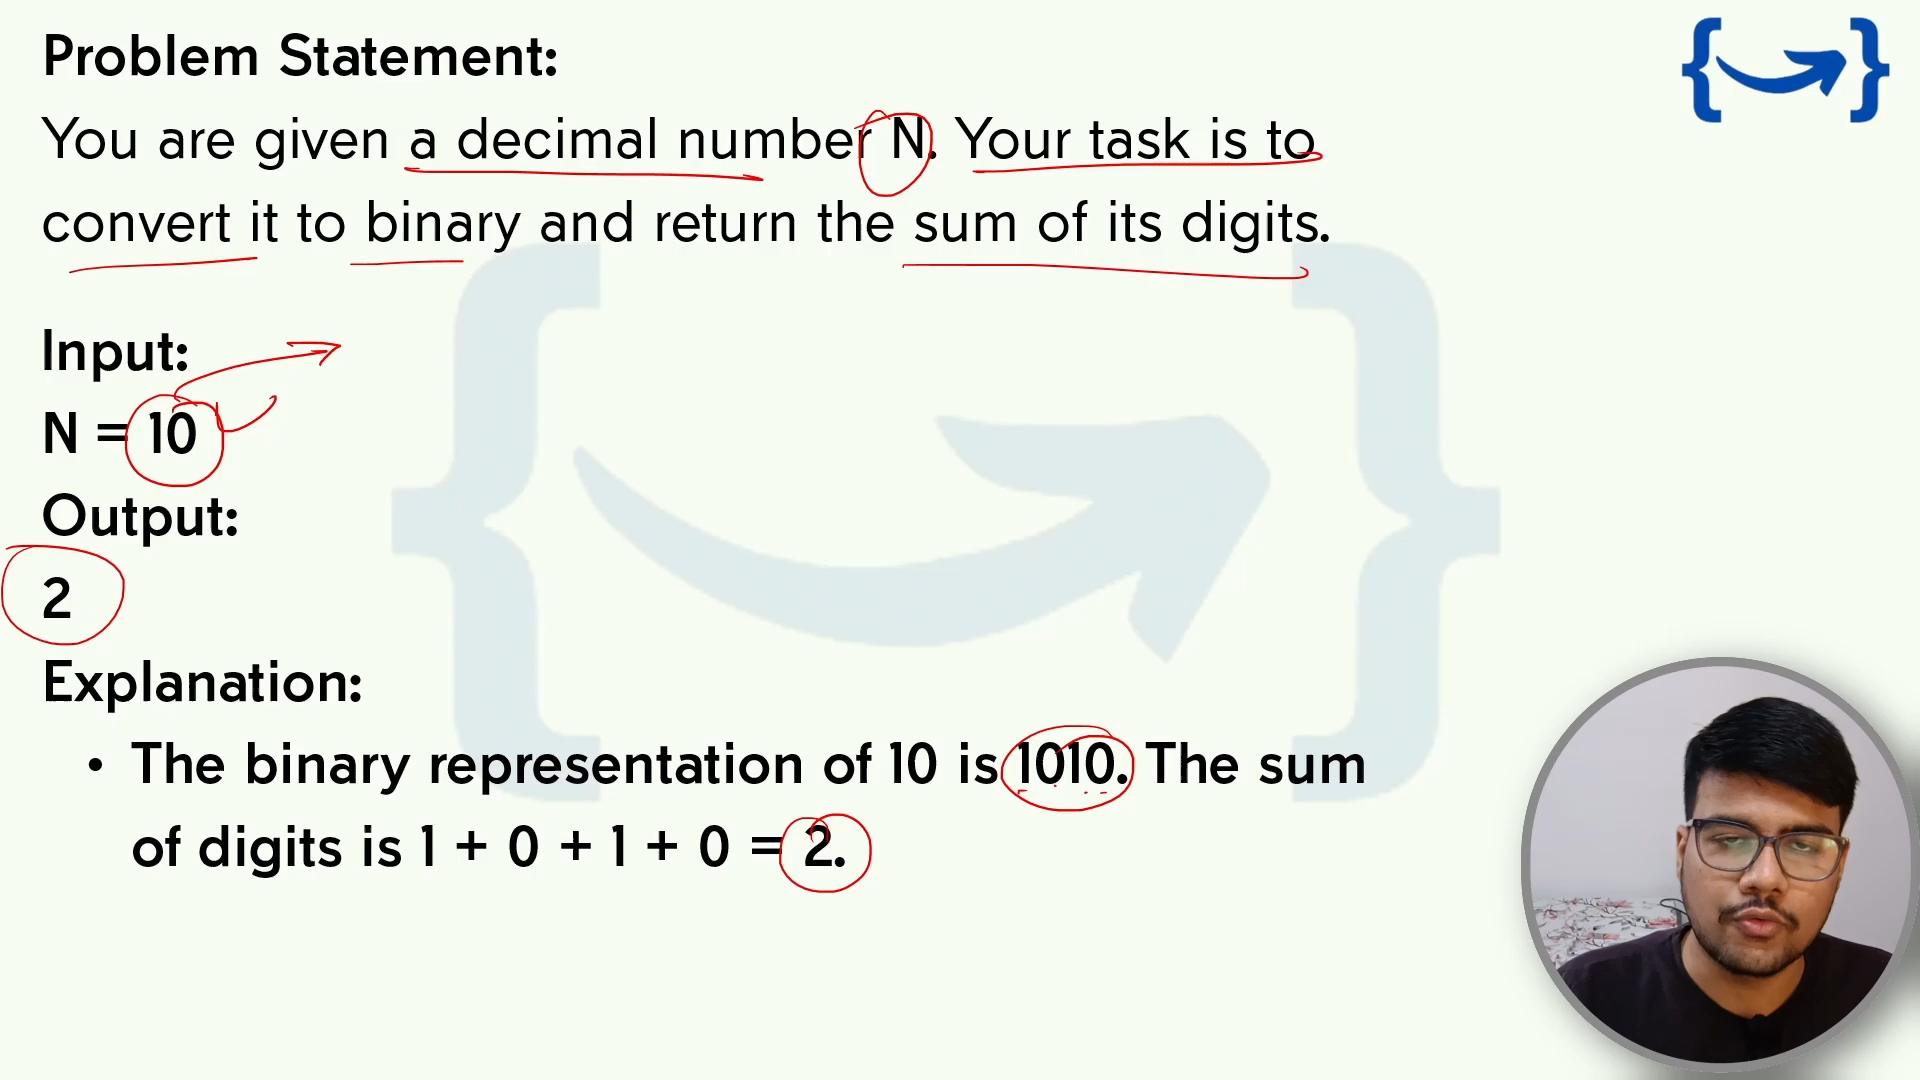 Problem Statement:
You are given a decimal number N. Your task is to
convert it to binary and return the sum of its digits.
Input:
N = 10
Output:
2
Explanation:
• The binary representation of 10 is 1010. The sum
of digits is 1 + 0 + 1 + 0 = 2.